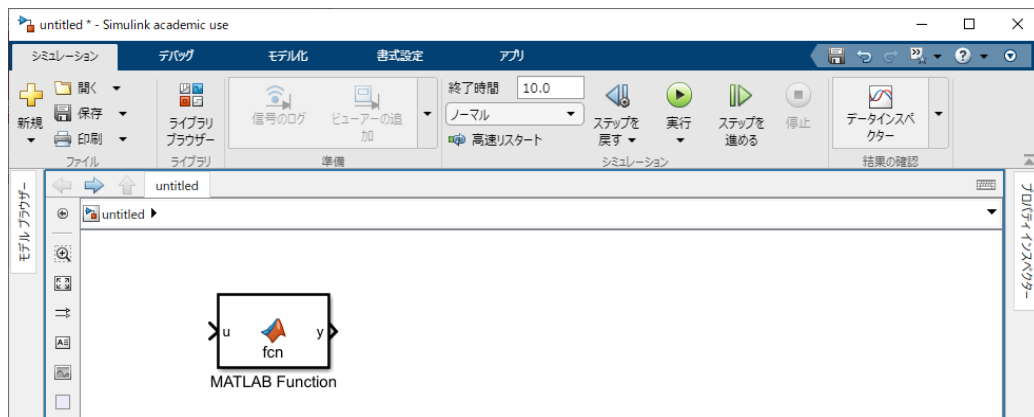 untitled * - Simulink academic use
シミュレーション デバッグ モデル化 書式設定 アプリ
新規
開く
保存
印刷
ファイル
ライブラリ
ブラウザー
ライブラリ
信号のログ
ビューアーの追
加
準備
終了時間 10.0
ノーマル
高速リスタート
ステップを
戻す
実行
ステップを
進める
停止
シミュレーション
データインスペ
クター
結果の確認
モデル ブラウザー
untitled
untitled
プロパティ インスペクター
u
fcn
y
MATLAB Function